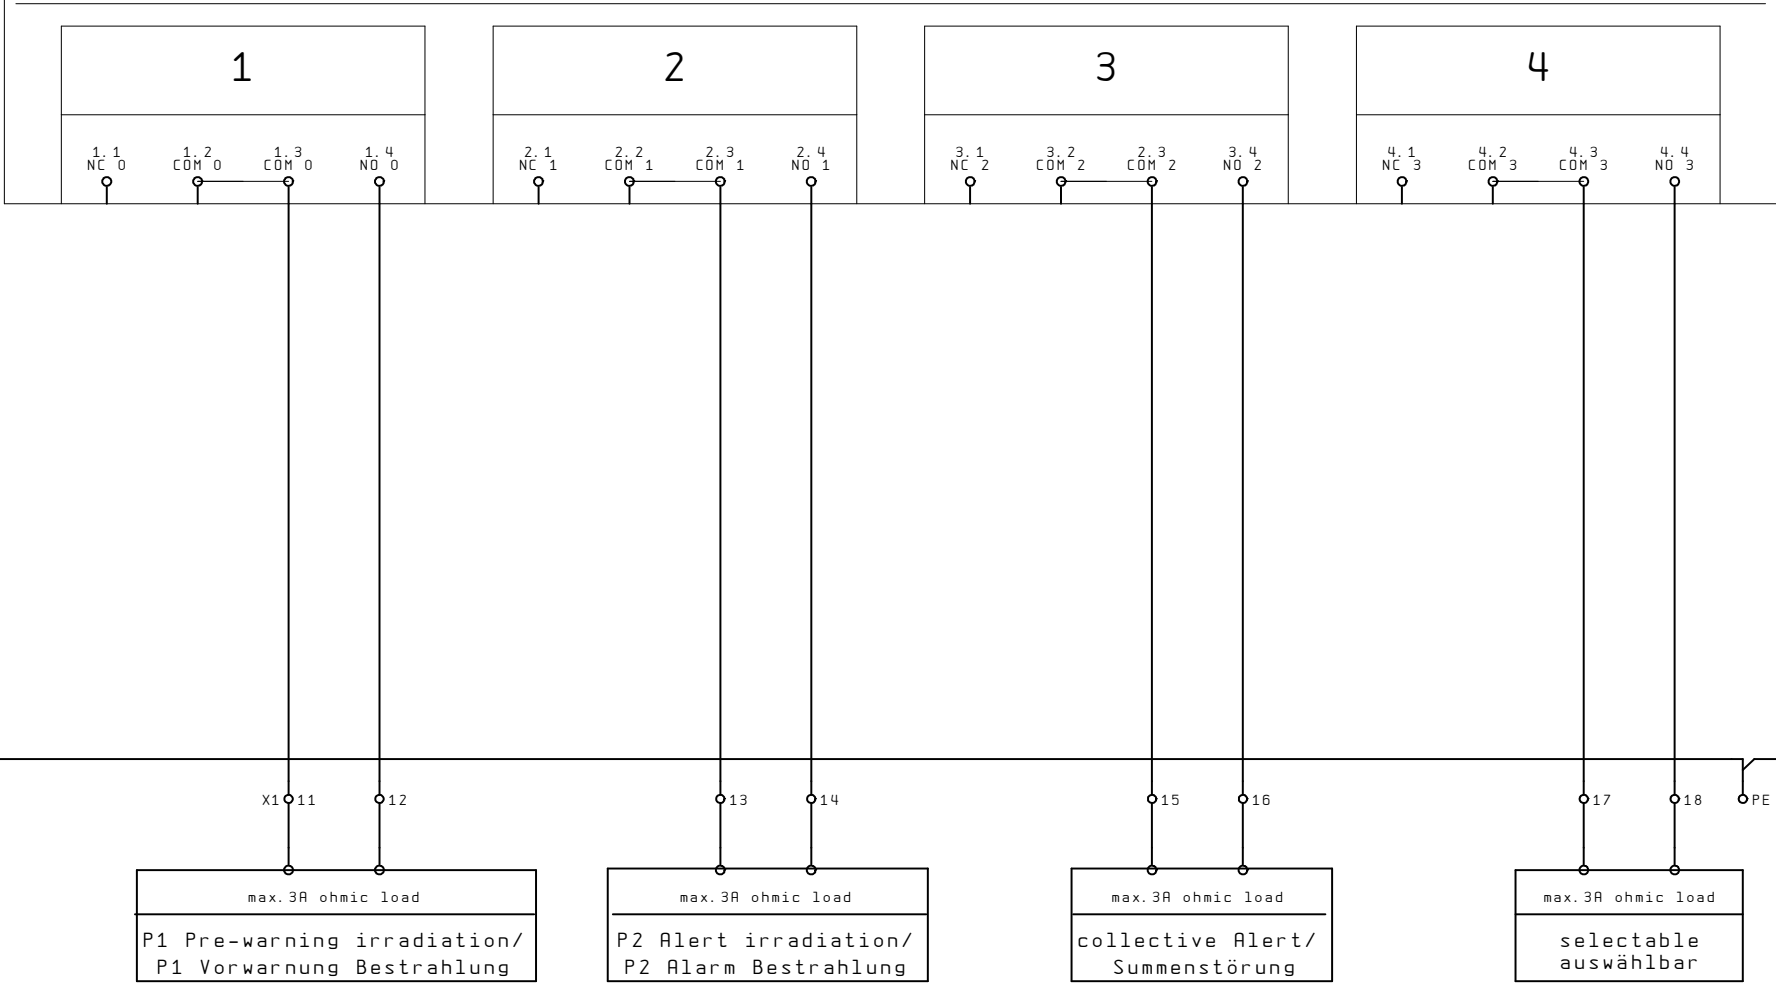 1 2 3 4
1.1 1.2 1.3 1.4 2.1 2.2 2.3 2.4 3.1 3.2 2.3 3.4 4.1 4.2 4.3 4.4
NC 0 COM 0 COM 0 NO 0 NC 1 COM 1 COM 1 NO 1 NC 2 COM 2 COM 2 NO 2 NC 3 COM 3 COM 3 NO 3
X1 11 12 13 14 15 16 17 18 PE
max.3A ohmic load
P1 Pre-warning irradiation/
P1 Vorwarnung Bestrahlung
max.3A ohmic load
P2 Alert irradiation/
P2 Alarm Bestrahlung
max.3A ohmic load
collective Alert/
Summenstörung
max.3A ohmic load
selectable
auswählbar